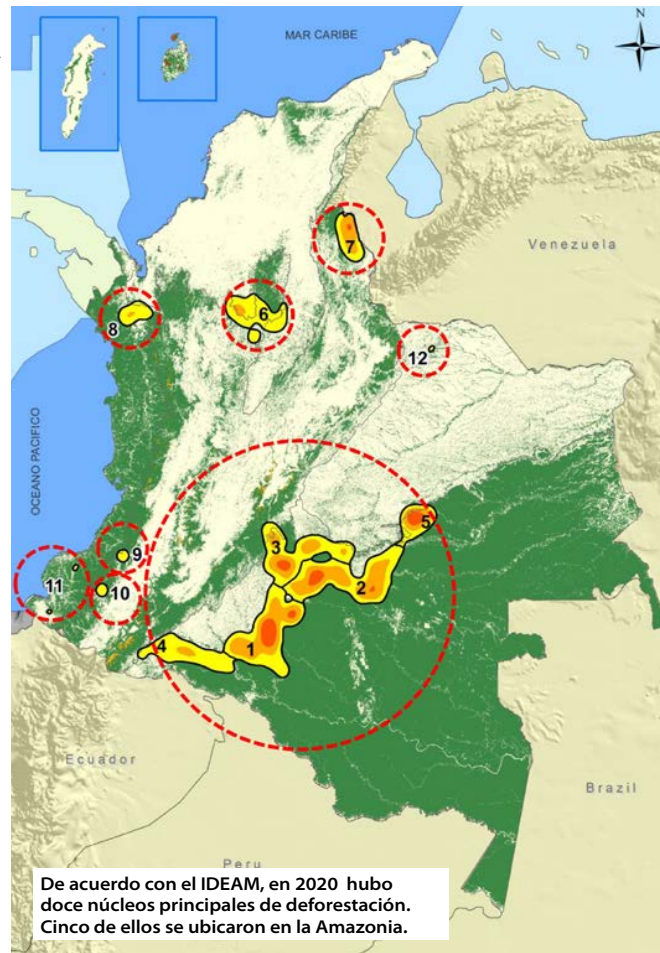 N
MAR CARIBE
7
Venezuela
6
8
12
OCEANO PACIFICO
5
9
3
2
11
10
1
4
Ecuador
Brazil
Peru
De acuerdo con el IDEAM, en 2020 hubo
doce núcleos principales de deforestación.
Cinco de ellos se ubicaron en la Amazonia.